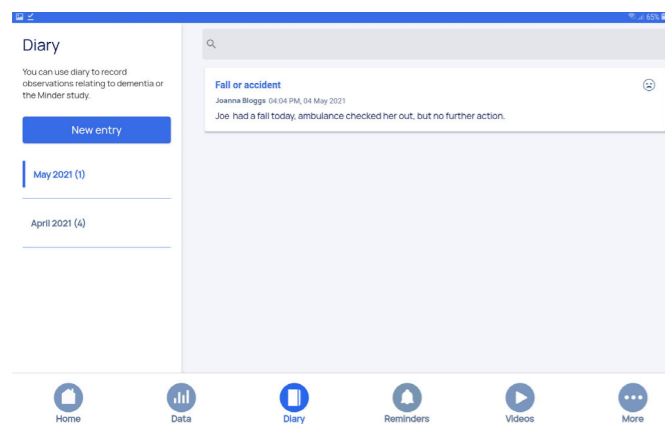 65%
Diary
You can use diary to record
observations relating to dementia or
the Minder study.
New entry
May 2021 (1)
April 2021 (4)
Fall or accident
Joanna Bloggs 04:04 PM, 04 May 2021
Joe had a fall today, ambulance checked her out, but no further action.
Home
Data
Diary
Reminders
Videos
More